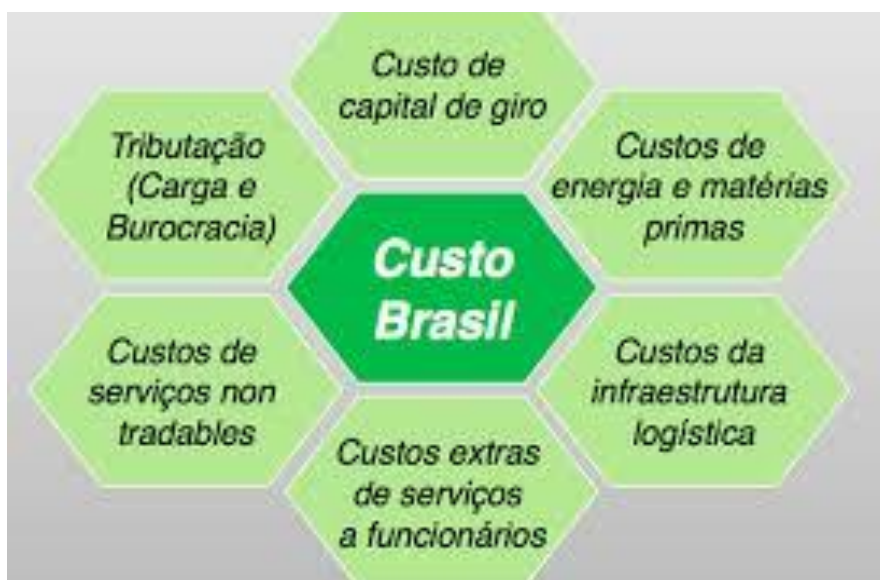 Custo de
capital de giro
Tributação
(Carga e
Burocracia)
Custos de
energia e matérias
primas
Custo
Brasil
Custos de
serviços non
tradables
Custos da
infraestrutura
logística
Custos extras
de serviços
a funcionários